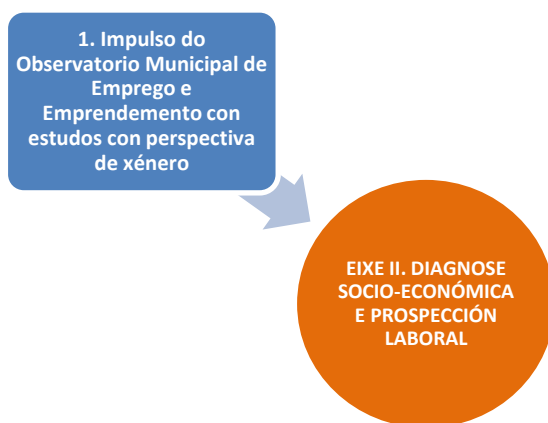 1. Impulso do
Observatorio Municipal de
Emprego e
Emprendemento con
estudos con perspectiva
de xénero
EIXE II. DIAGNOSE
SOCIO-ECONÓMICA
E PROSPECCIÓN
LABORAL